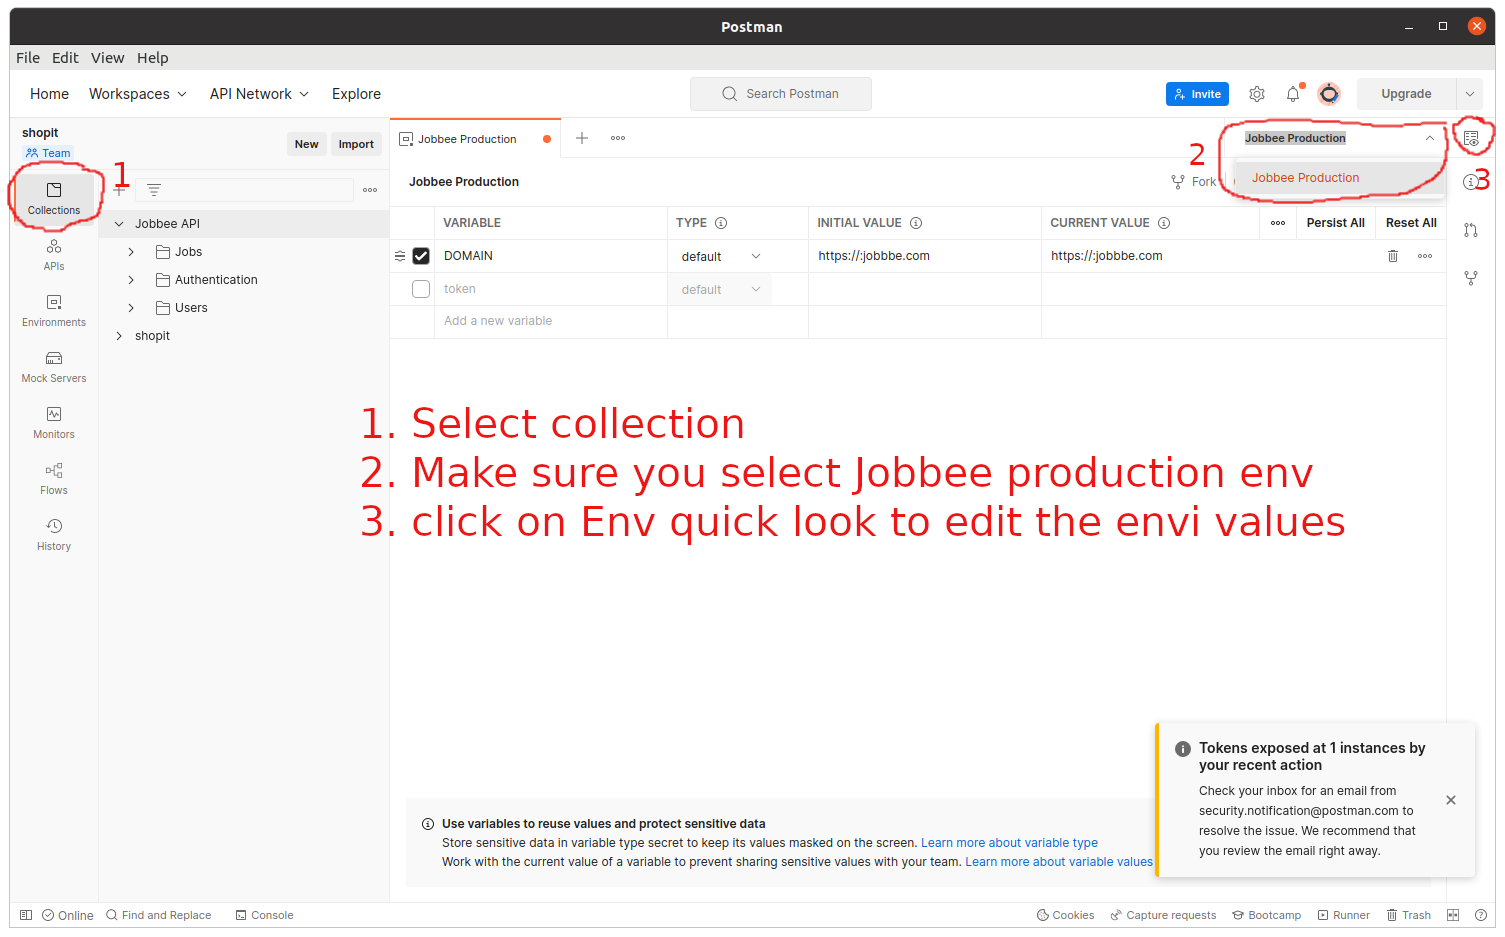 Postman
File Edit View Help
Home Workspaces API Network Explore
Search Postman
Invite
Upgrade
shopit
Team
New Import
Jobbee Production
Jobbee Production
1
2
3
Collections
APIs
Environments
Mock Servers
Monitors
Flows
History
Jobbee API
Jobs
Authentication
Users
shopit
Jobbee Production
Fork
Jobbee Production
VARIABLE TYPE INITIAL VALUE CURRENT VALUE Persist All Reset All
DOMAIN default https://:jobbbe.com https://:jobbbe.com
token default
Add a new variable
1. Select collection
2. Make sure you select Jobbee production env
3. click on Env quick look to edit the envi values
Use variables to reuse values and protect sensitive data
Store sensitive data in variable type secret to keep its values masked on the screen. Learn more about variable type
Work with the current value of a variable to prevent sharing sensitive values with your team. Learn more about variable values
Tokens exposed at 1 instances by
your recent action
Check your inbox for an email from
security.notification@postman.com to
resolve the issue. We recommend that
you review the email right away.
Online Find and Replace Console
Cookies Capture requests Bootcamp Runner Trash